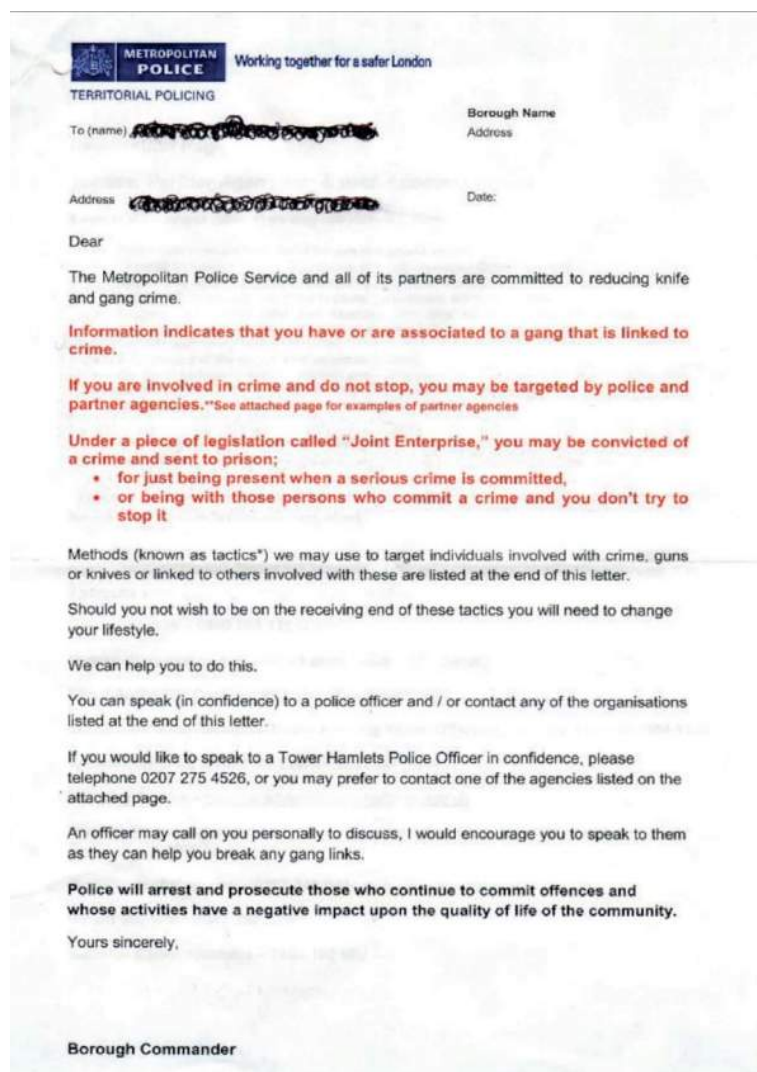 METROPOLITAN
POLICE
Working together for a safer London
TERRITORIAL POLICING
Borough Name
To (name)
Address
Address
Date:
Dear
The Metropolitan Police Service and all of its partners are committed to reducing knife
and gang crime.
Information indicates that you have or are associated to a gang that is linked to
crime.
If you are involved in crime and do not stop, you may be targeted by police and
partner agencies.**See attached page for examples of partner agencies
Under a piece of legislation called “Joint Enterprise,” you may be convicted of
a crime and sent to prison;
• for just being present when a serious crime is committed,
• or being with those persons who commit a crime and you don't try to
stop it
Methods (known as tactics*) we may use to target individuals involved with crime, guns
or knives or linked to others involved with these are listed at the end of this letter.
Should you not wish to be on the receiving end of these tactics you will need to change
your lifestyle.
We can help you to do this.
You can speak (in confidence) to a police officer and / or contact any of the organisations
listed at the end of this letter.
If you would like to speak to a Tower Hamlets Police Officer in confidence, please
telephone 0207 275 4526, or you may prefer to contact one of the agencies listed on the
attached page.
An officer may call on you personally to discuss, I would encourage you to speak to them
as they can help you break any gang links.
Police will arrest and prosecute those who continue to commit offences and
whose activities have a negative impact upon the quality of life of the community.
Yours sincerely,
Borough Commander